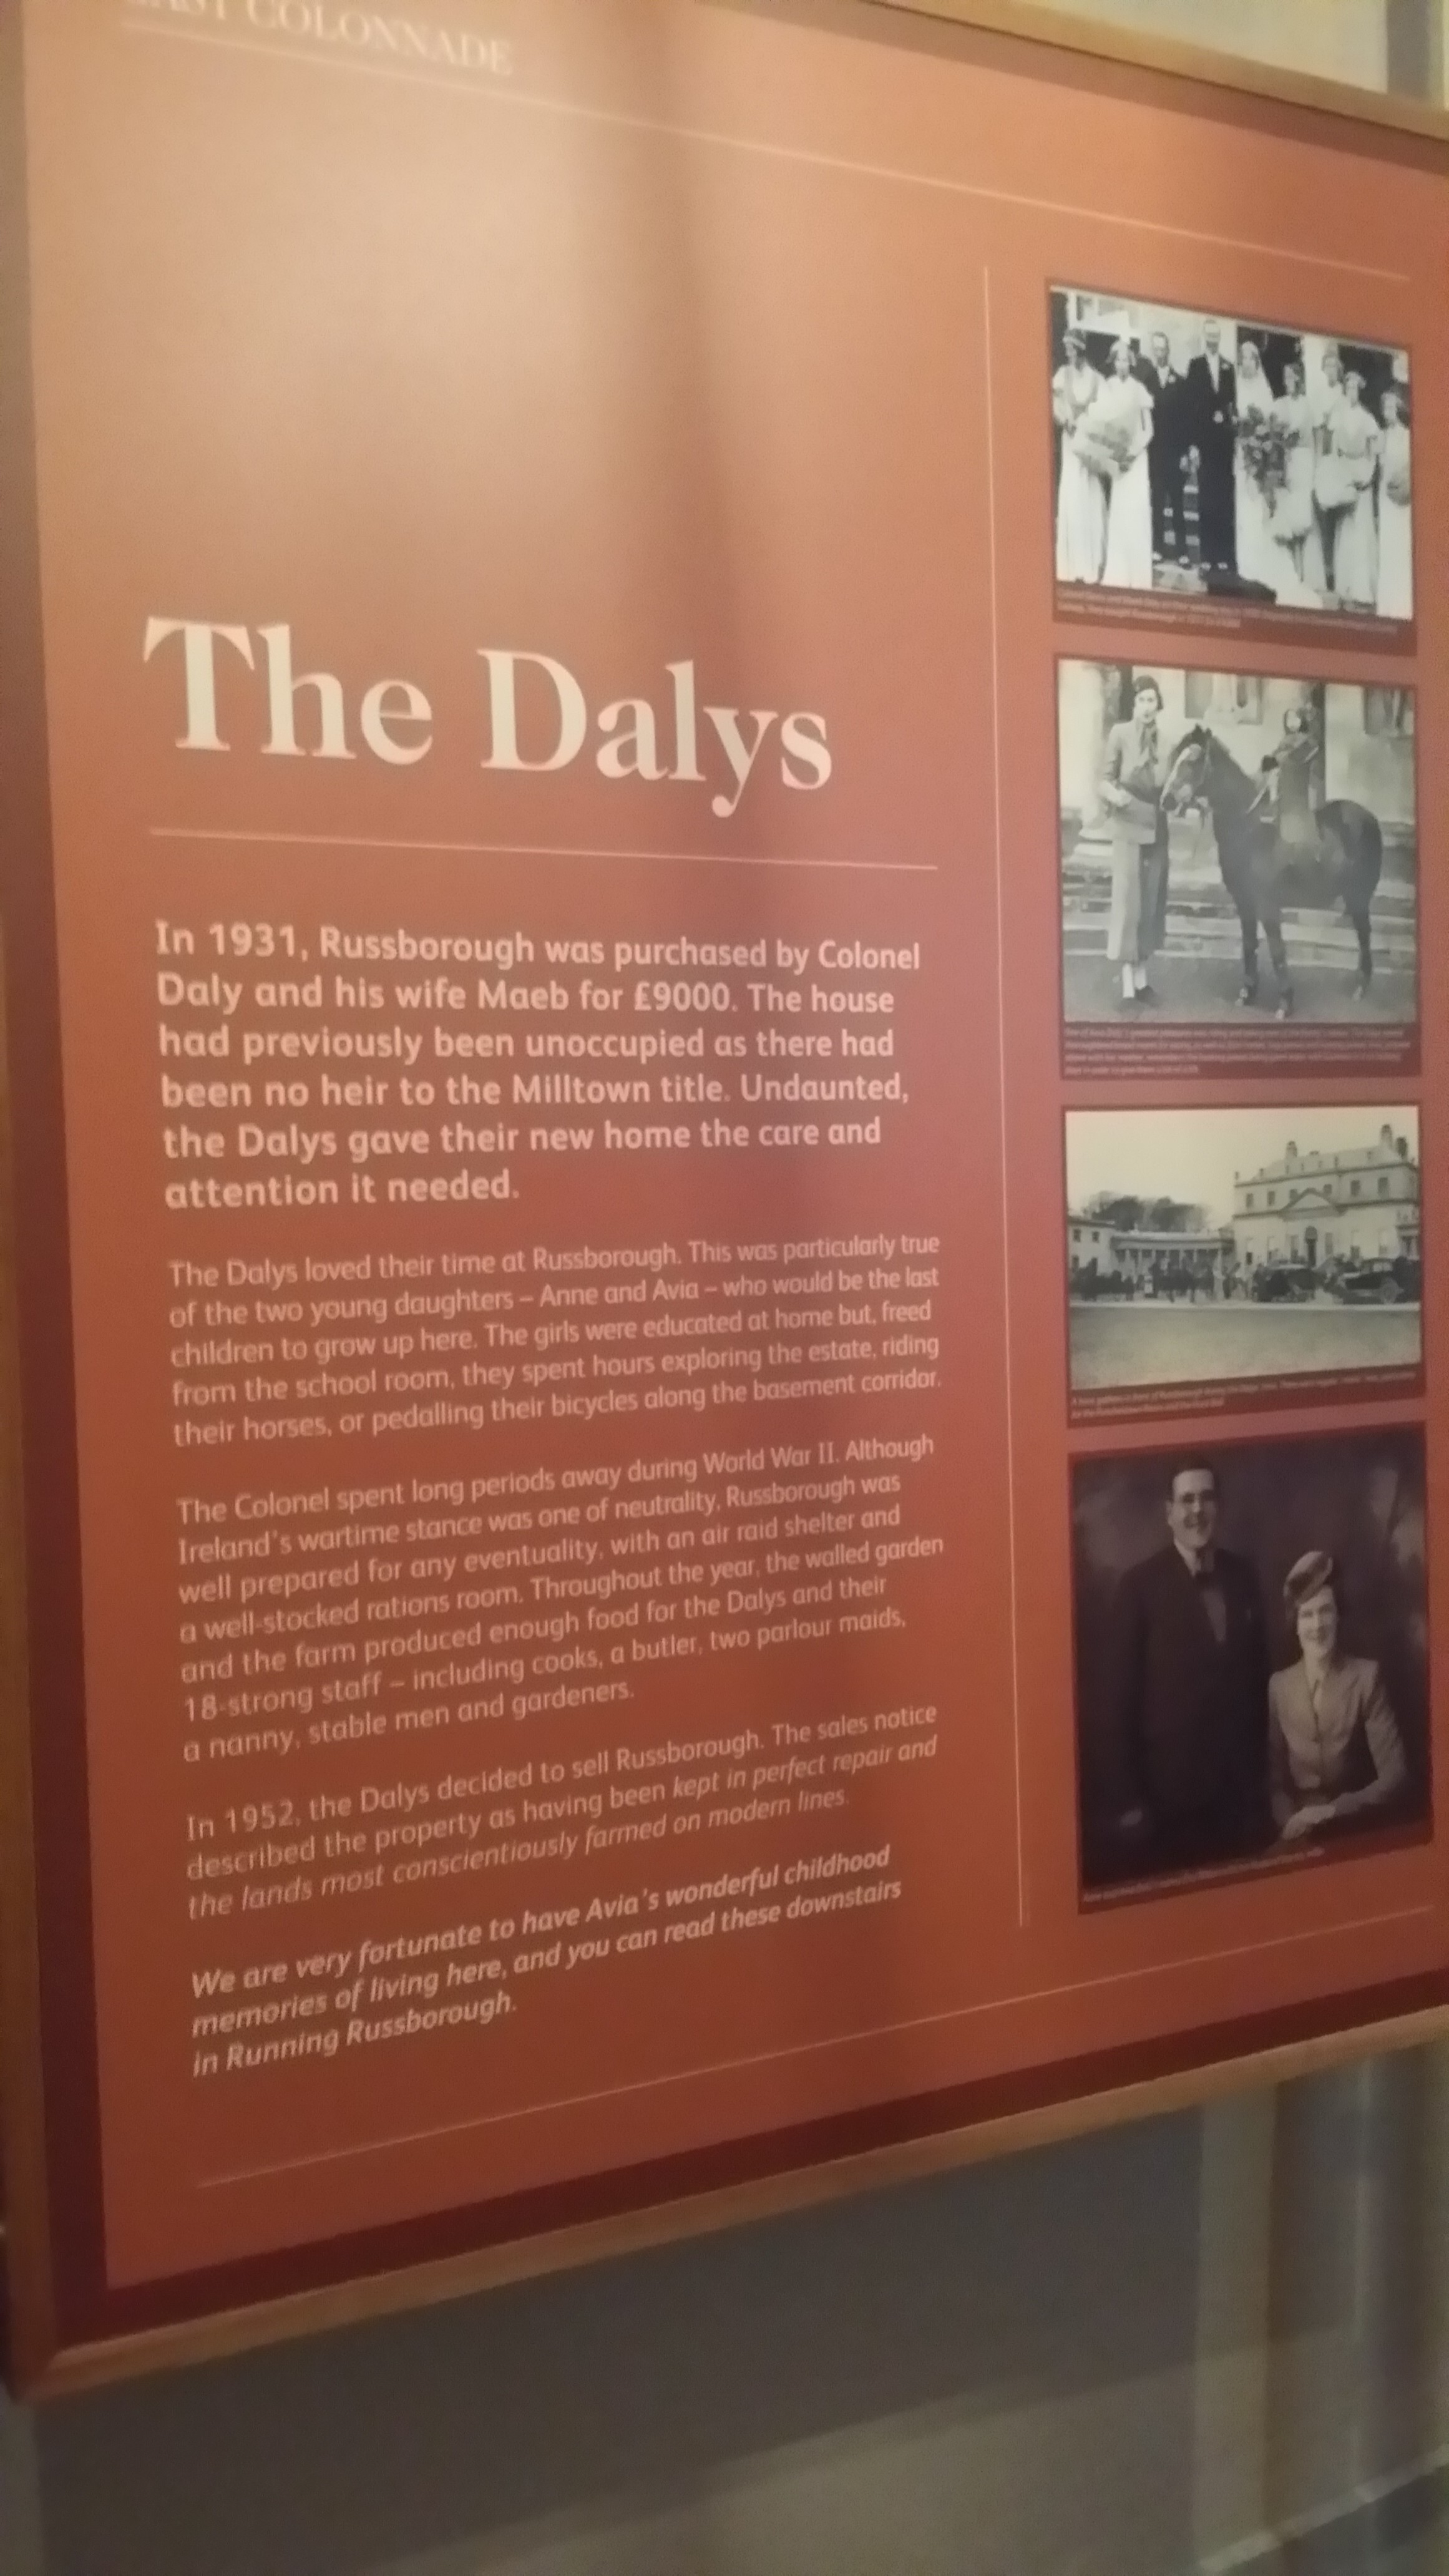 EAST COLONNADE
The Dalys
In 1931, Russborough was purchased by Colonel
Daly and his wife Maeb for £9000. The house
had previously been unoccupied as there had
been no heir to the Milltown title. Undaunted,
the Dalys gave their new home the care and
attention it needed.
The Dalys loved their time at Russborough. This was particularly true
of the two young daughters – Anne and Avia – who would be the last
children to grow up here. The girls were educated at home but, freed
from the school room, they spent hours exploring the estate, riding
their horses, or pedalling their bicycles along the basement corridor.
The Colonel spent long periods away during World War II. Although
Ireland's wartime stance was one of neutrality, Russborough was
well prepared for any eventuality, with an air raid shelter and
a well-stocked rations room. Throughout the year, the walled garden
and the farm produced enough food for the Dalys and their
18-strong staff – including cooks, a butler, two parlour maids,
a nanny, stable men and gardeners.
In 1952, the Dalys decided to sell Russborough. The sales notice
described the property as having been kept in perfect repair and
the lands most conscientiously farmed on modern lines.
We are very fortunate to have Avia's wonderful childhood
memories of living here, and you can read these downstairs
in Running Russborough.